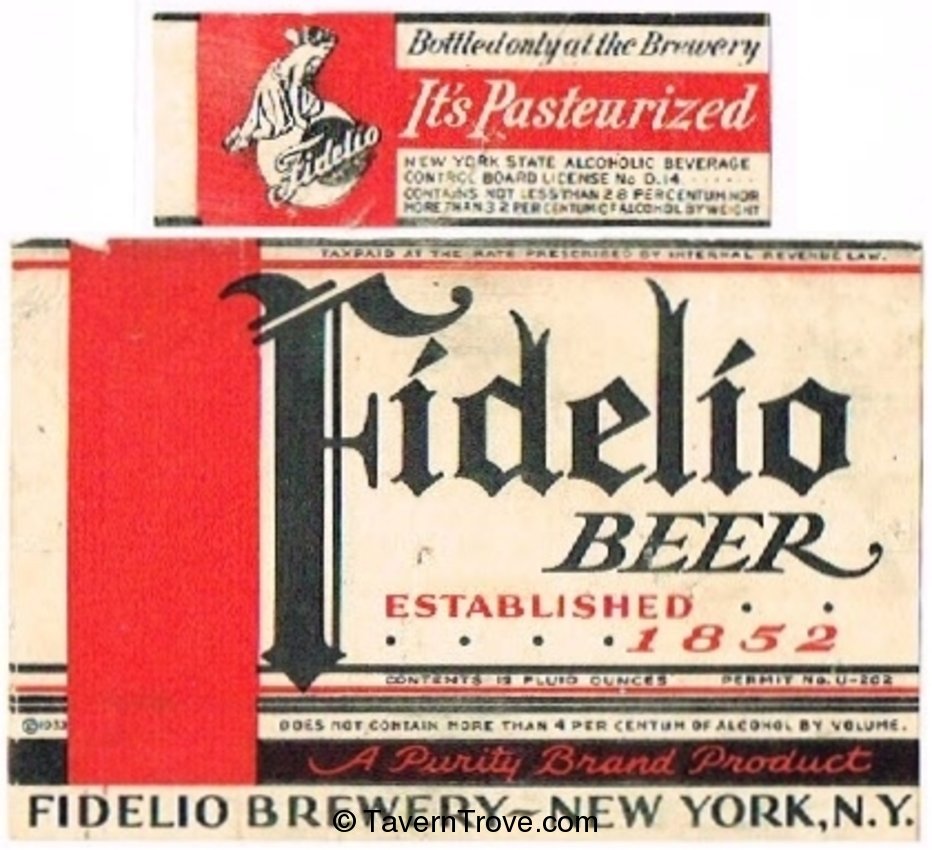 Bottled only at the Brewery
It's Pasteurized
Fidelio
NEW YORK STATE ALCOHOLIC BEVERAGE
CONTROL BOARD LICENSE No D.14
CONTAINS NOT LESS THAN 2.8 PER CENTUM NOR
MORE THAN 3.2 PER CENTUM OF ALCOHOL BY WEIGHT
TAXPAID AT THE RATE PRESCRIBED BY INTERNAL REVENUE LAW.
Fidelio
BEER
ESTABLISHED
1852
CONTENTS 12 FLUID OUNCES PERMIT No. U-202
©1933 DOES NOT CONTAIN MORE THAN 4 PER CENTUM OF ALCOHOL BY VOLUME.
A Purity Brand Product
FIDELIO BREWERY~NEW YORK, N.Y.
© TavernTrove.com